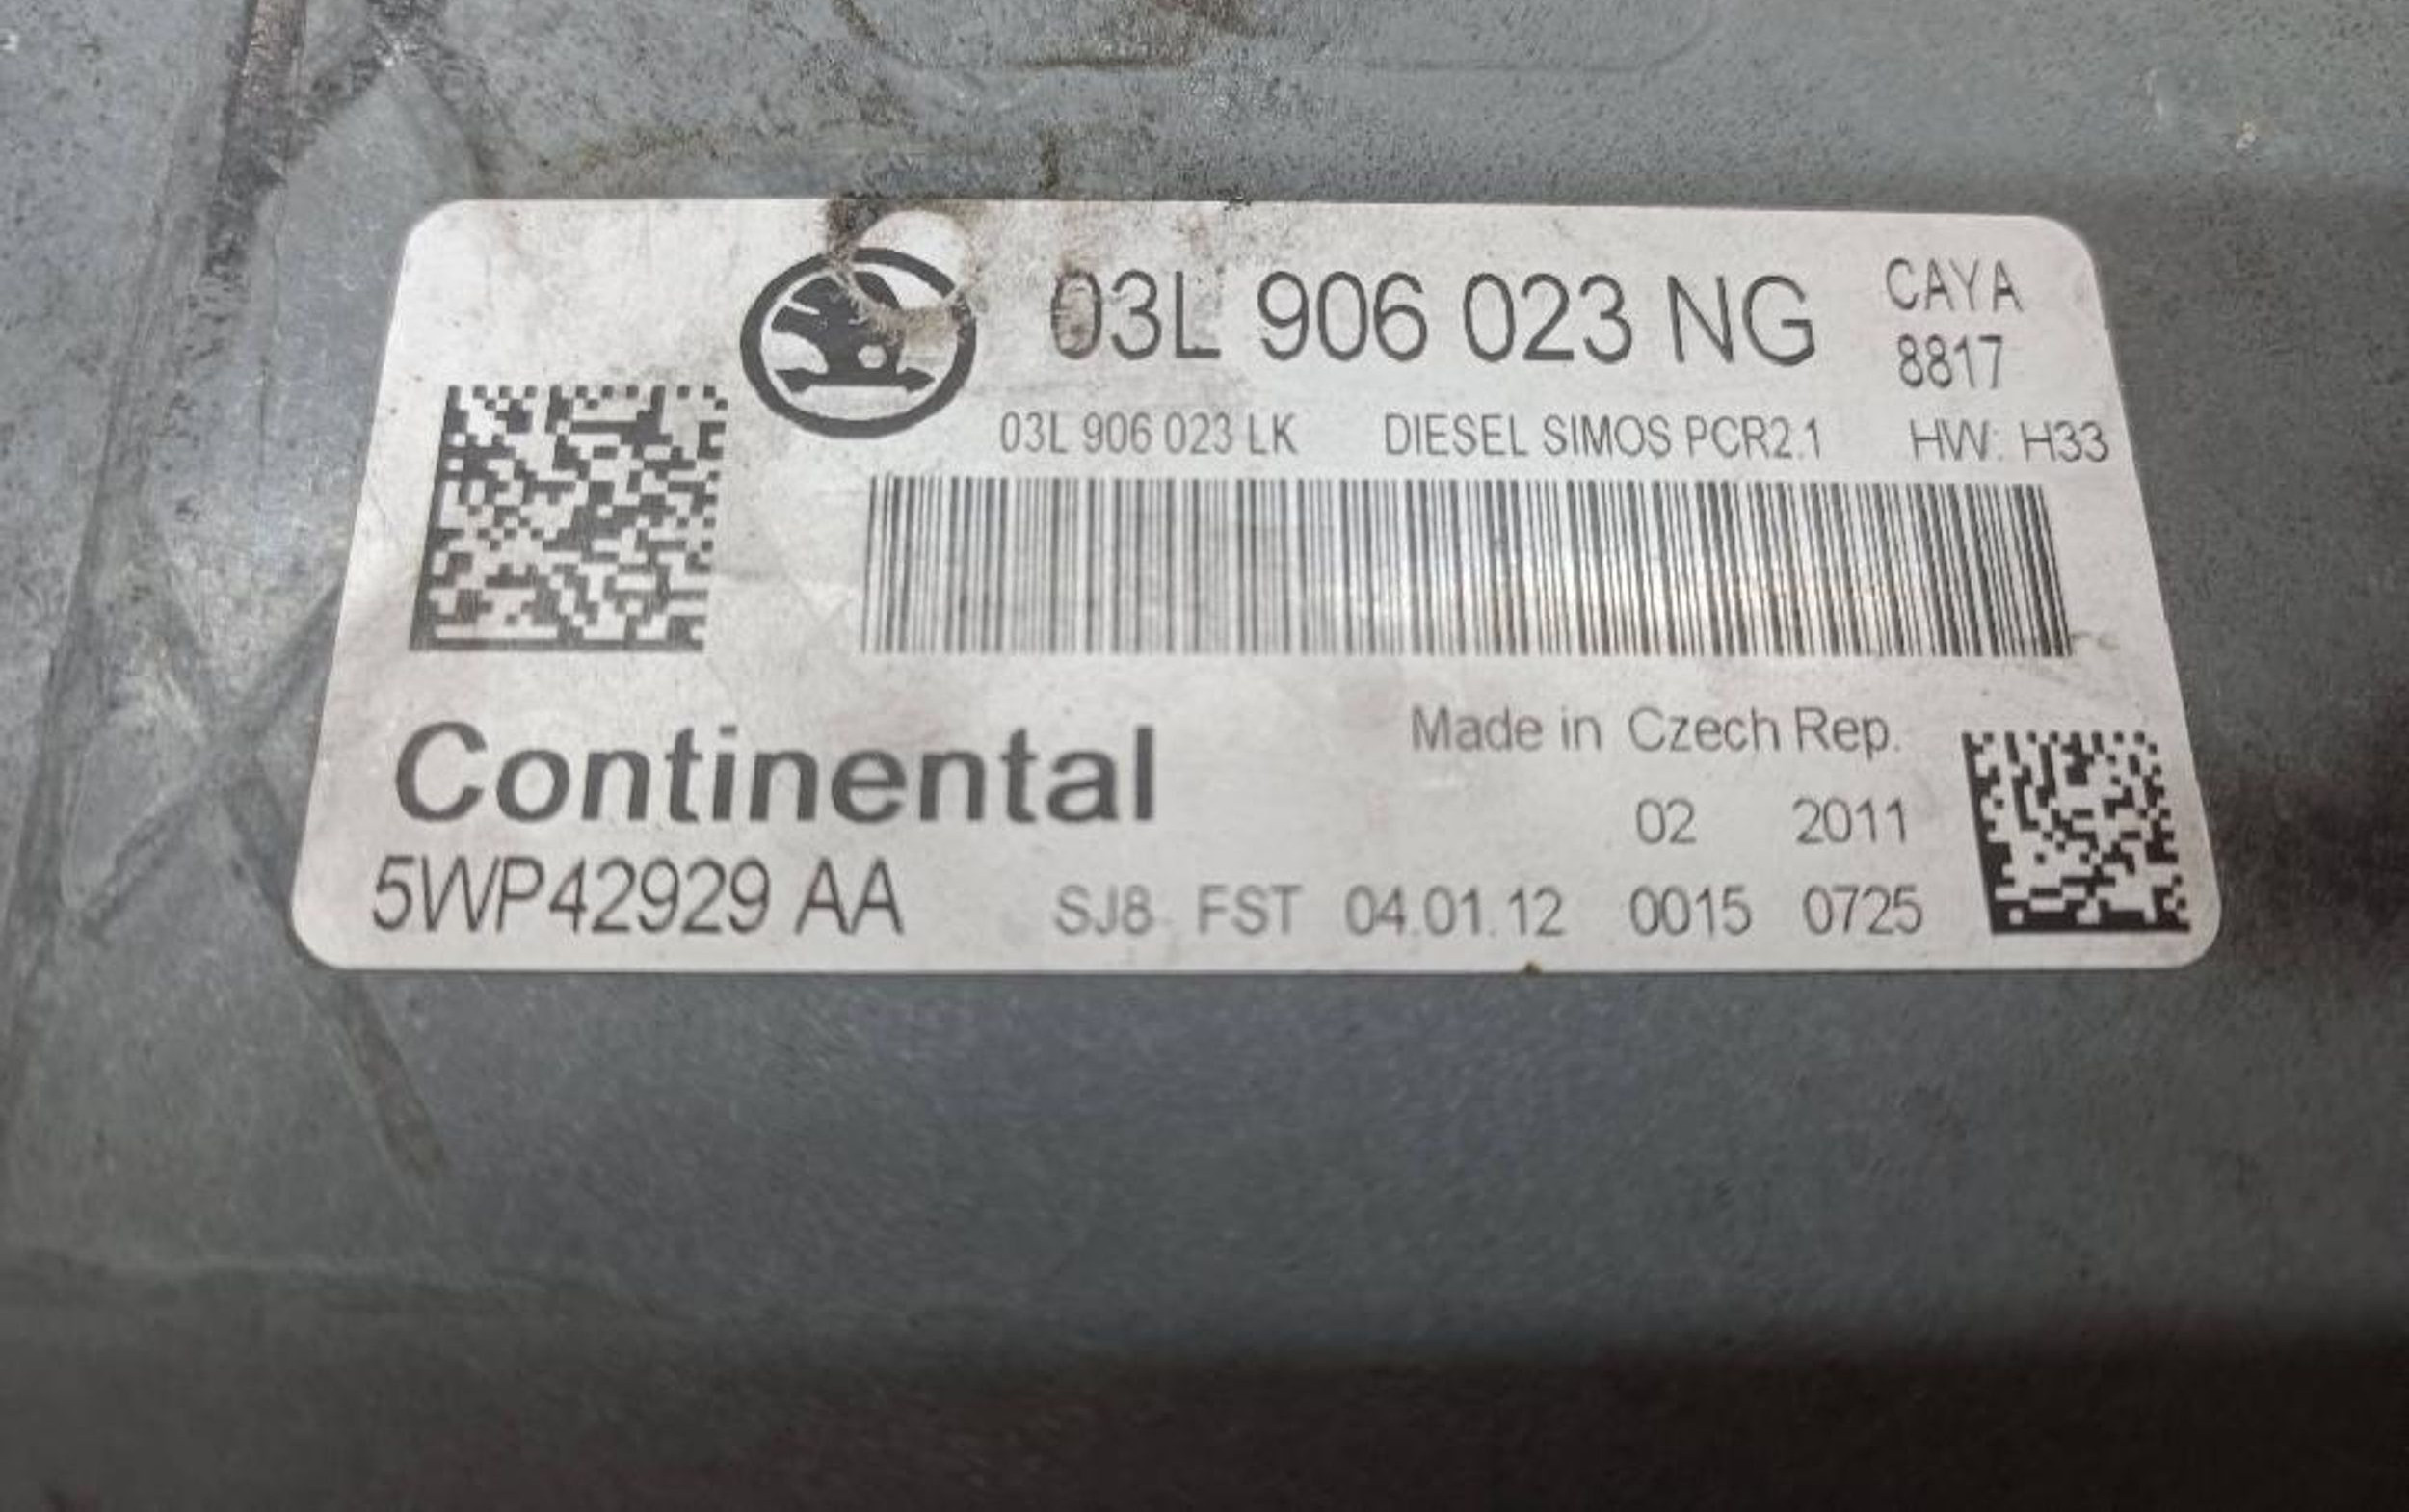 03L 906 023 NG CAYA
8817
03L 906 023 LK DIESEL SIMOS PCR2.1 HW: H33
Continental
Made in Czech Rep.
02 2011
5WP42929 AA SJ8 FST 04.01.12 0015 0725